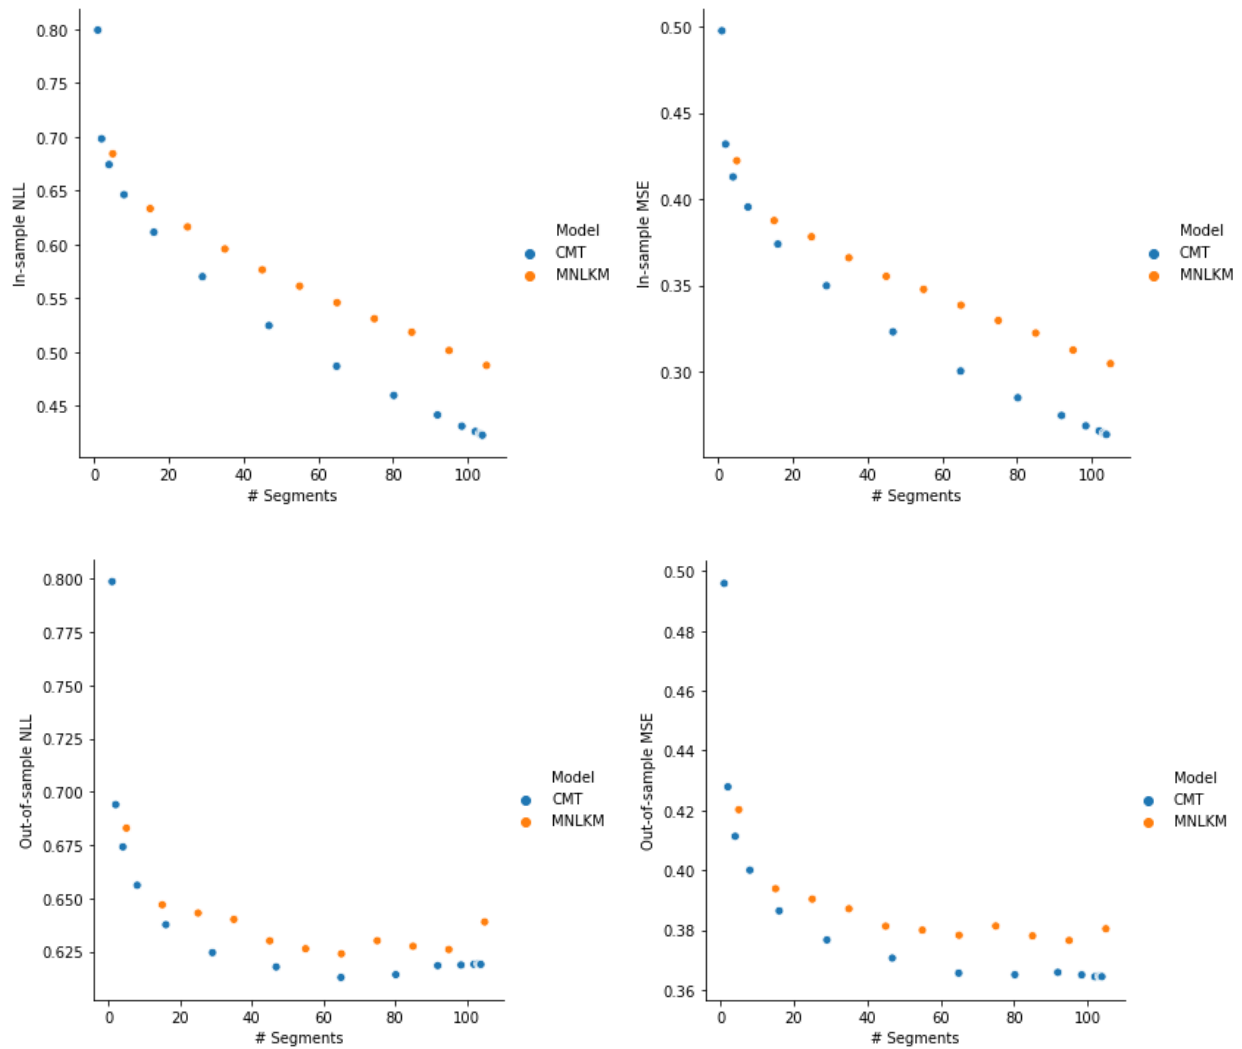 0.80
0.75
0.70
0.65
0.60
0.55
0.50
0.45
In-sample NLL
0 20 40 60 80 100
# Segments
Model
CMT
MNLKM
0.50
0.45
0.40
0.35
0.30
In-sample MSE
0 20 40 60 80 100
# Segments
Model
CMT
MNLKM
0.800
0.775
0.750
0.725
0.700
0.675
0.650
0.625
Out-of-sample NLL
0 20 40 60 80 100
# Segments
Model
CMT
MNLKM
0.50
0.48
0.46
0.44
0.42
0.40
0.38
0.36
Out-of-sample MSE
0 20 40 60 80 100
# Segments
Model
CMT
MNLKM